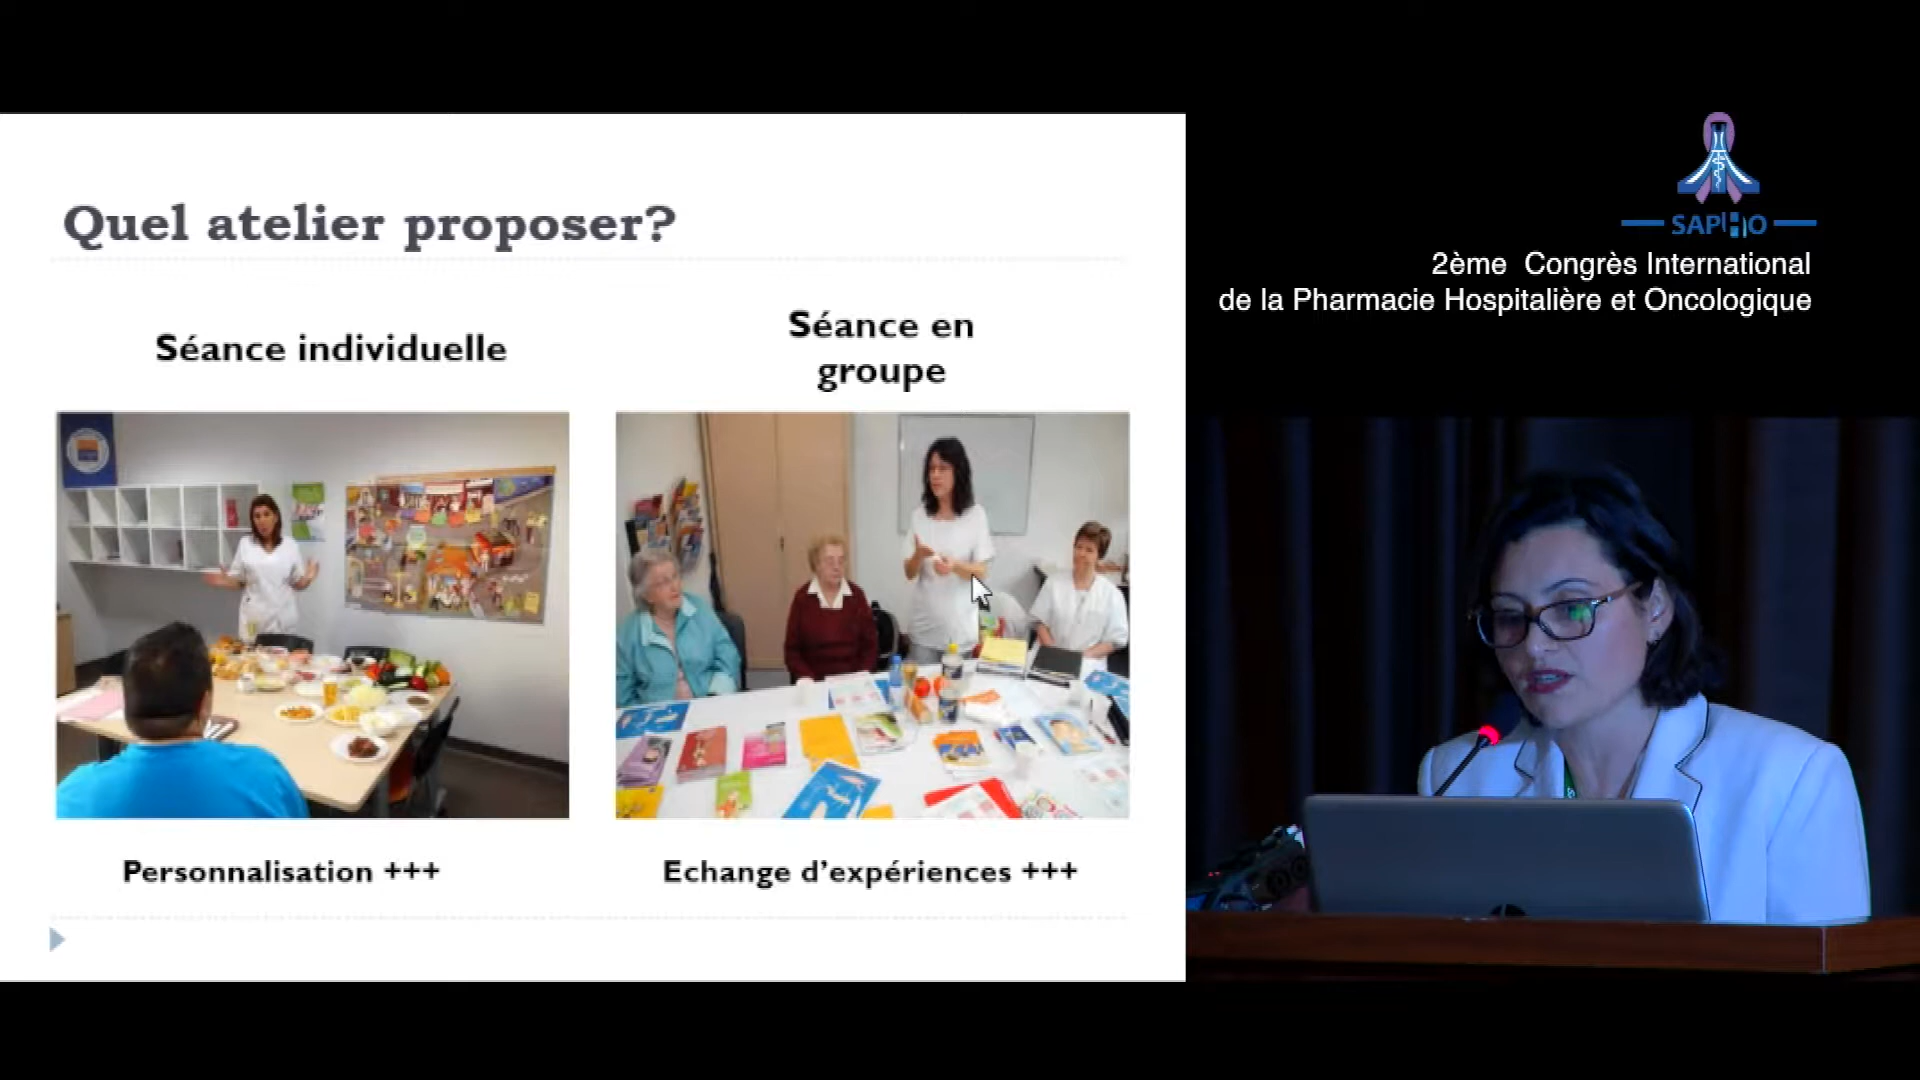 Quel atelier proposer?
Séance individuelle
Séance en
groupe
Personnalisation +++
Echange d'expériences +++
SAPHO
2ème Congrès International
de la Pharmacie Hospitalière et Oncologique